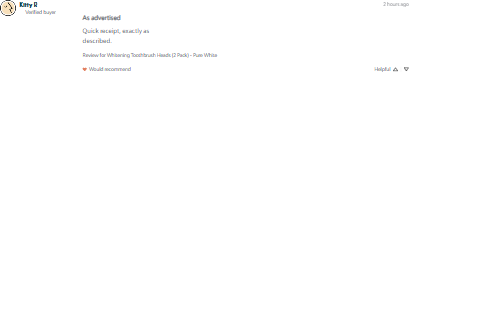 Kitty R
2 hours ago
Verified buyer
As advertised
Quick receipt, exactly as
described.
Review for Whitening Toothbrush Heads (2 Pack) - Pure White
Would recommend
Helpful